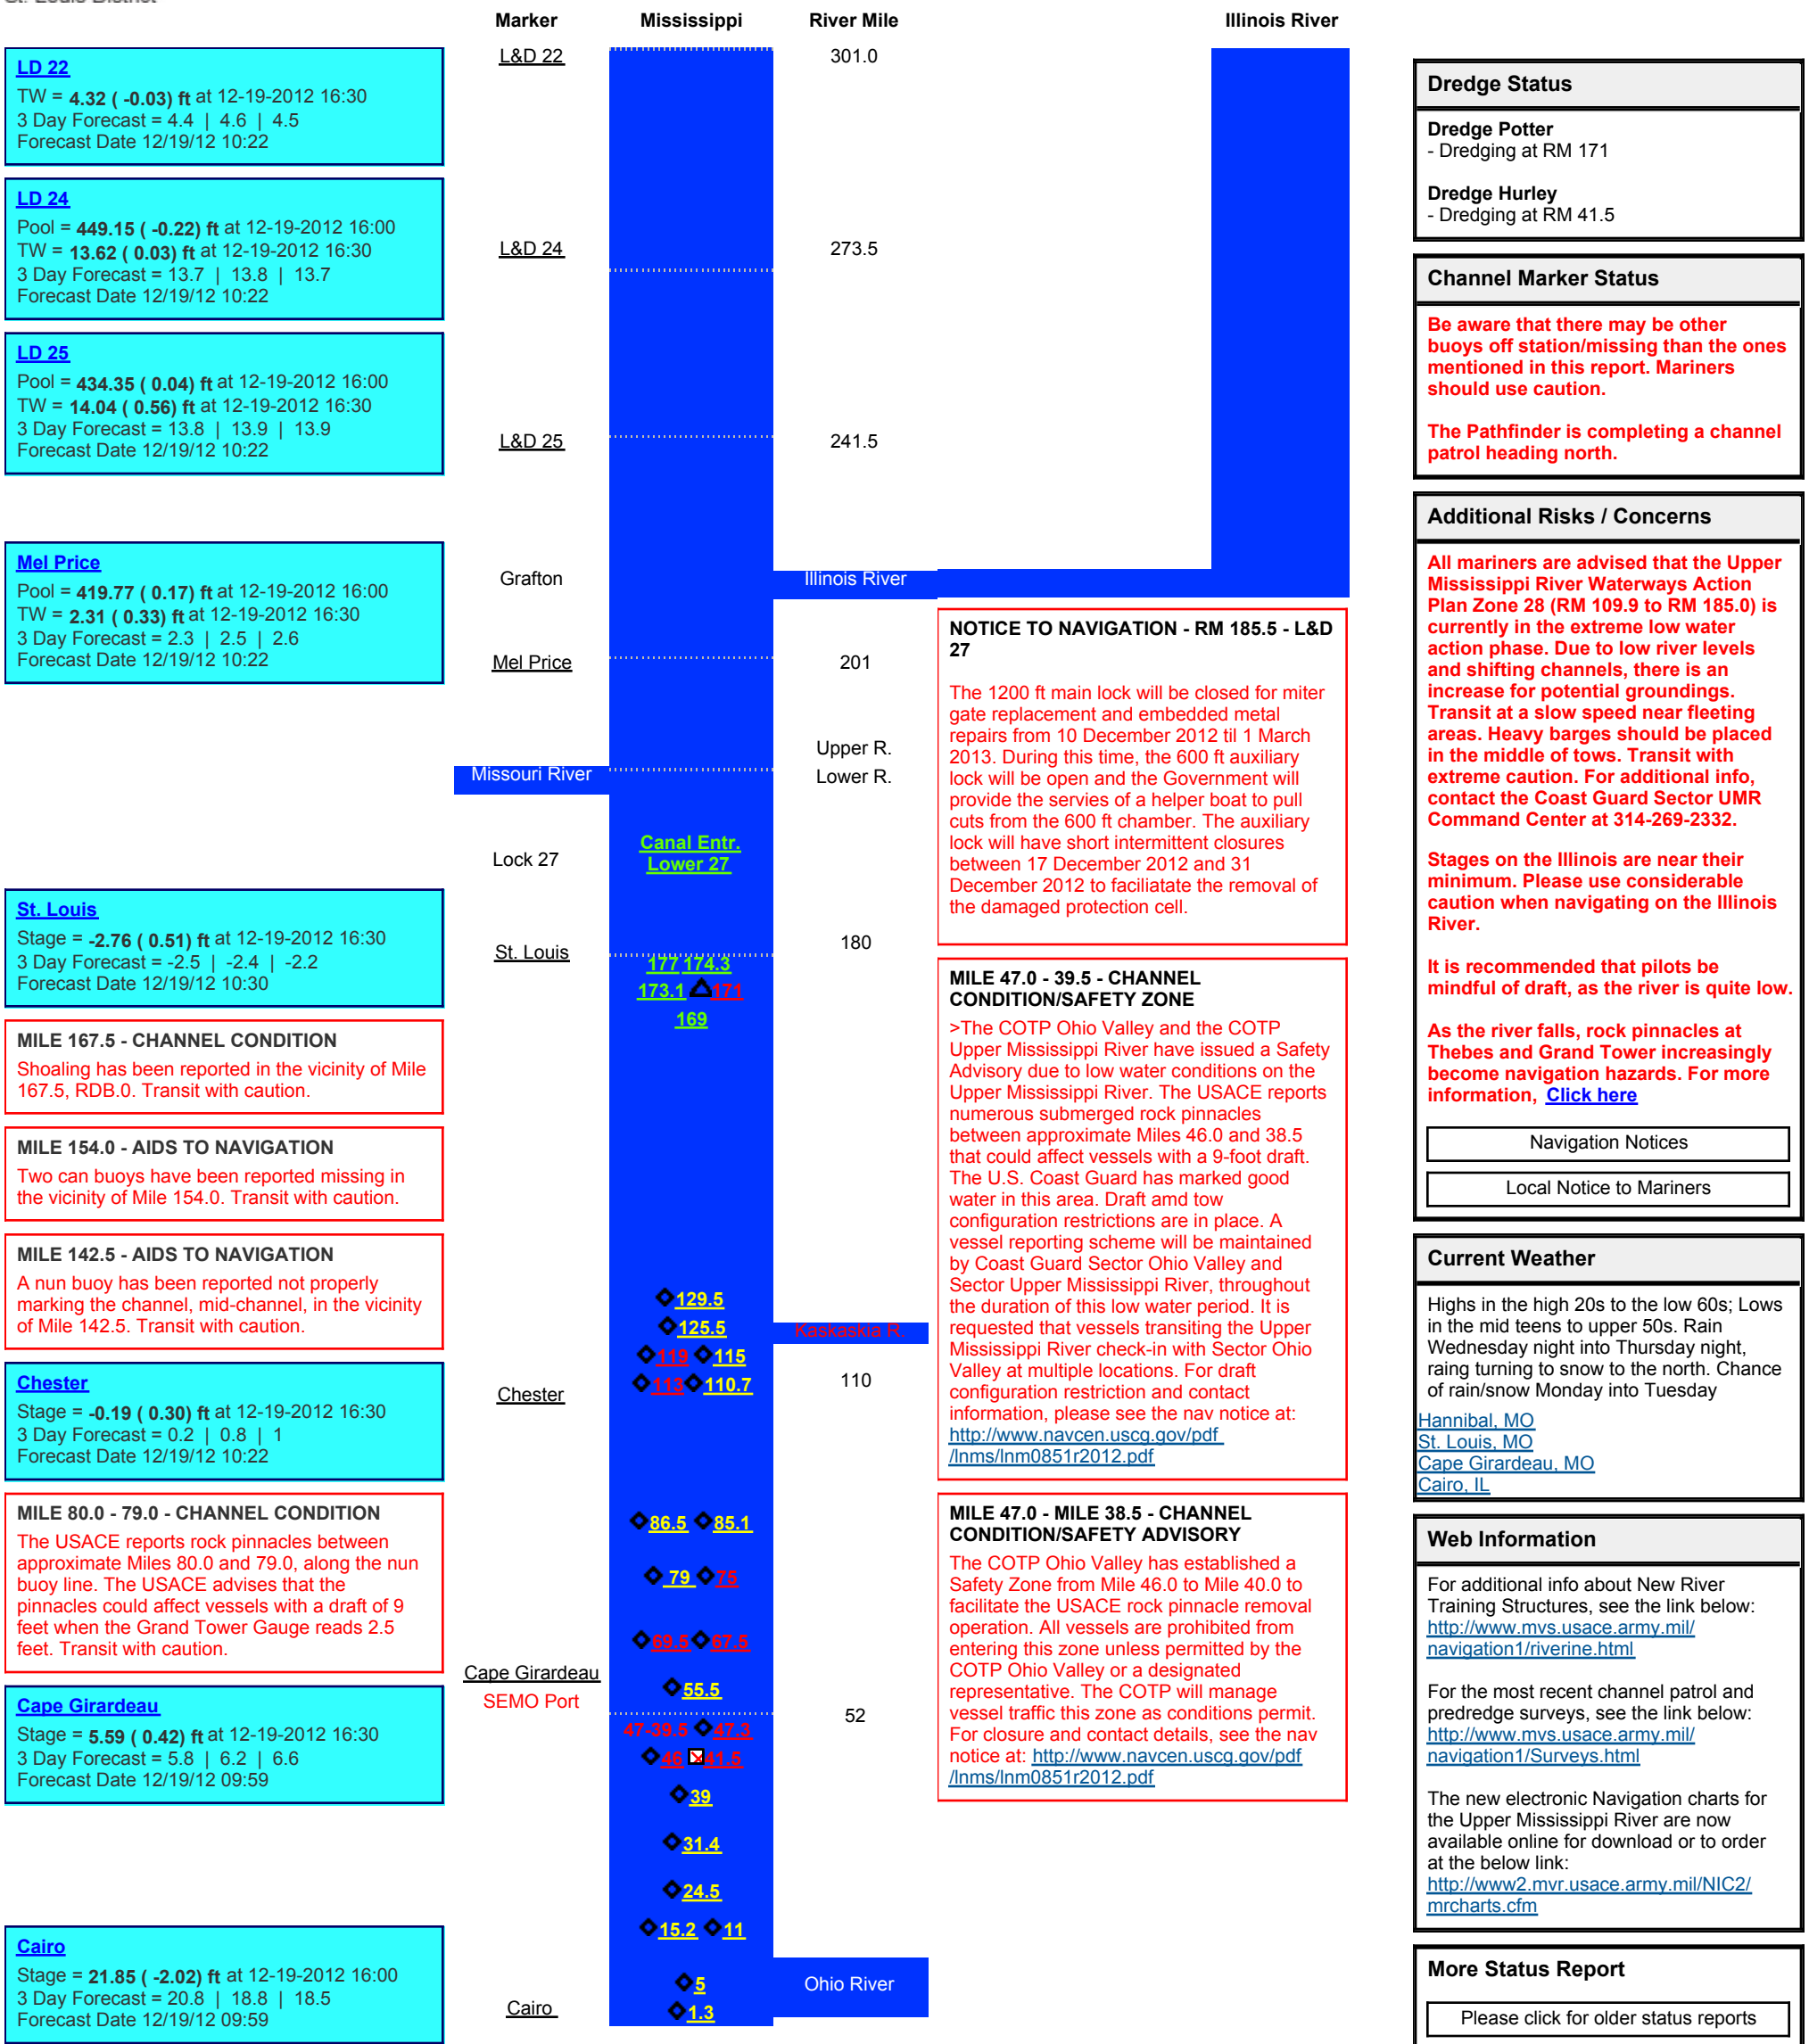 St. Louis District
Marker
Mississippi
River Mile
Illinois River
LD 22
TW = 4.32 ( -0.03) ft at 12-19-2012 16:30
3 Day Forecast = 4.4 | 4.6 | 4.5
Forecast Date 12/19/12 10:22
LD 24
Pool = 449.15 ( -0.22) ft at 12-19-2012 16:00
TW = 13.62 ( 0.03) ft at 12-19-2012 16:30
3 Day Forecast = 13.7 | 13.8 | 13.7
Forecast Date 12/19/12 10:22
LD 25
Pool = 434.35 ( 0.04) ft at 12-19-2012 16:00
TW = 14.04 ( 0.56) ft at 12-19-2012 16:30
3 Day Forecast = 13.8 | 13.9 | 13.9
Forecast Date 12/19/12 10:22
Mel Price
Pool = 419.77 ( 0.17) ft at 12-19-2012 16:00
TW = 2.31 ( 0.33) ft at 12-19-2012 16:30
3 Day Forecast = 2.3 | 2.5 | 2.6
Forecast Date 12/19/12 10:22
St. Louis
Stage = -2.76 ( 0.51) ft at 12-19-2012 16:30
3 Day Forecast = -2.5 | -2.4 | -2.2
Forecast Date 12/19/12 10:30
MILE 167.5 - CHANNEL CONDITION
Shoaling has been reported in the vicinity of Mile
167.5, RDB.0. Transit with caution.
MILE 154.0 - AIDS TO NAVIGATION
Two can buoys have been reported missing in
the vicinity of Mile 154.0. Transit with caution.
MILE 142.5 - AIDS TO NAVIGATION
A nun buoy has been reported not properly
marking the channel, mid-channel, in the vicinity
of Mile 142.5. Transit with caution.
Chester
Stage = -0.19 ( 0.30) ft at 12-19-2012 16:30
3 Day Forecast = 0.2 | 0.8 | 1
Forecast Date 12/19/12 10:22
MILE 80.0 - 79.0 - CHANNEL CONDITION
The USACE reports rock pinnacles between
approximate Miles 80.0 and 79.0, along the nun
buoy line. The USACE advises that the
pinnacles could affect vessels with a draft of 9
feet when the Grand Tower Gauge reads 2.5
feet. Transit with caution.
Cape Girardeau
Stage = 5.59 ( 0.42) ft at 12-19-2012 16:30
3 Day Forecast = 5.8 | 6.2 | 6.6
Forecast Date 12/19/12 09:59
Cairo
Stage = 21.85 ( -2.02) ft at 12-19-2012 16:00
3 Day Forecast = 20.8 | 18.8 | 18.5
Forecast Date 12/19/12 09:59
L&D 22
301.0
L&D 24
273.5
L&D 25
241.5
Grafton
Illinois River
Mel Price
201
Upper R.
Missouri River
Lower R.
Lock 27
Canal Entr.
Lower 27
St. Louis
180
177 174.3
173.1 171
169
129.5
125.5
Kaskaskia R.
119 115
113 110.7
Chester
110
86.5 85.1
79 75
69.5 67.5
Cape Girardeau
SEMO Port
55.5
52
47-39.5 47.3
46 41.5
39
31.4
24.5
15.2 11
5
Ohio River
Cairo
1.3
NOTICE TO NAVIGATION - RM 185.5 - L&D
27
The 1200 ft main lock will be closed for miter
gate replacement and embedded metal
repairs from 10 December 2012 til 1 March
2013. During this time, the 600 ft auxiliary
lock will be open and the Government will
provide the servies of a helper boat to pull
cuts from the 600 ft chamber. The auxiliary
lock will have short intermittent closures
between 17 December 2012 and 31
December 2012 to faciliatate the removal of
the damaged protection cell.
MILE 47.0 - 39.5 - CHANNEL
CONDITION/SAFETY ZONE
>The COTP Ohio Valley and the COTP
Upper Mississippi River have issued a Safety
Advisory due to low water conditions on the
Upper Mississippi River. The USACE reports
numerous submerged rock pinnacles
between approximate Miles 46.0 and 38.5
that could affect vessels with a 9-foot draft.
The U.S. Coast Guard has marked good
water in this area. Draft amd tow
configuration restrictions are in place. A
vessel reporting scheme will be maintained
by Coast Guard Sector Ohio Valley and
Sector Upper Mississippi River, throughout
the duration of this low water period. It is
requested that vessels transiting the Upper
Mississippi River check-in with Sector Ohio
Valley at multiple locations. For draft
configuration restriction and contact
information, please see the nav notice at:
http://www.navcen.uscg.gov/pdf
/lnms/lnm0851r2012.pdf
MILE 47.0 - MILE 38.5 - CHANNEL
CONDITION/SAFETY ADVISORY
The COTP Ohio Valley has established a
Safety Zone from Mile 46.0 to Mile 40.0 to
facilitate the USACE rock pinnacle removal
operation. All vessels are prohibited from
entering this zone unless permitted by the
COTP Ohio Valley or a designated
representative. The COTP will manage
vessel traffic this zone as conditions permit.
For closure and contact details, see the nav
notice at: http://www.navcen.uscg.gov/pdf
/lnms/lnm0851r2012.pdf
Dredge Status
Dredge Potter
- Dredging at RM 171
Dredge Hurley
- Dredging at RM 41.5
Channel Marker Status
Be aware that there may be other
buoys off station/missing than the ones
mentioned in this report. Mariners
should use caution.
The Pathfinder is completing a channel
patrol heading north.
Additional Risks / Concerns
All mariners are advised that the Upper
Mississippi River Waterways Action
Plan Zone 28 (RM 109.9 to RM 185.0) is
currently in the extreme low water
action phase. Due to low river levels
and shifting channels, there is an
increase for potential groundings.
Transit at a slow speed near fleeting
areas. Heavy barges should be placed
in the middle of tows. Transit with
extreme caution. For additional info,
contact the Coast Guard Sector UMR
Command Center at 314-269-2332.
Stages on the Illinois are near their
minimum. Please use considerable
caution when navigating on the Illinois
River.
It is recommended that pilots be
mindful of draft, as the river is quite low.
As the river falls, rock pinnacles at
Thebes and Grand Tower increasingly
become navigation hazards. For more
information, Click here
Navigation Notices
Local Notice to Mariners
Current Weather
Highs in the high 20s to the low 60s; Lows
in the mid teens to upper 50s. Rain
Wednesday night into Thursday night,
raing turning to snow to the north. Chance
of rain/snow Monday into Tuesday
Hannibal, MO
St. Louis, MO
Cape Girardeau, MO
Cairo, IL
Web Information
For additional info about New River
Training Structures, see the link below:
http://www.mvs.usace.army.mil/
navigation1/riverine.html
For the most recent channel patrol and
predredge surveys, see the link below:
http://www.mvs.usace.army.mil/
navigation1/Surveys.html
The new electronic Navigation charts for
the Upper Mississippi River are now
available online for download or to order
at the below link:
http://www2.mvr.usace.army.mil/NIC2/
mrcharts.cfm
More Status Report
Please click for older status reports